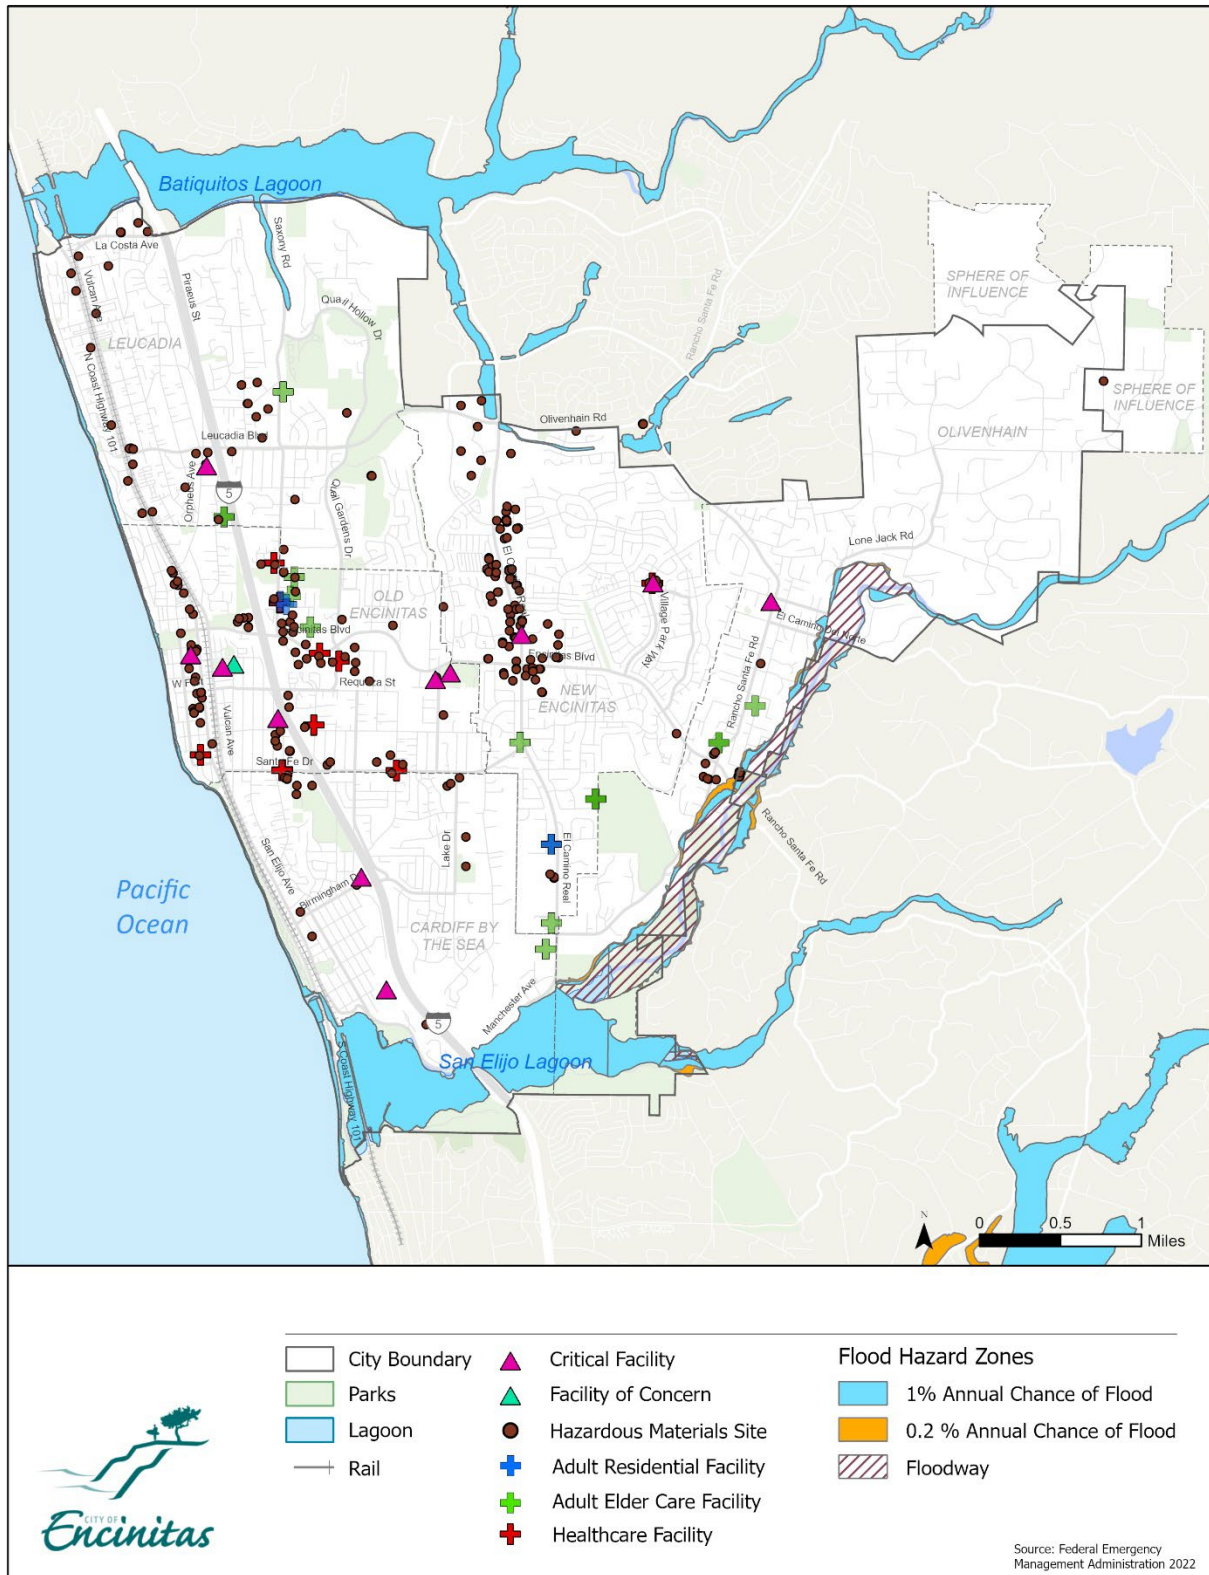 Batiquitos Lagoon
La Costa Ave
Saxony Rd
Piraeus St
Vulcan Ave
Quail Hollow Dr
Rancho Santa Fe Rd
SPHERE OF
INFLUENCE
LEUCADIA
N Coast Highway 101
SPHERE OF
INFLUENCE
Olivenhain Rd
OLIVENHAIN
Leucadia Blvd
Orpheus Ave
5
Quail Gardens Dr
Lone Jack Rd
El Camino Real
OLD
ENCINITAS
Village Park Way
El Camino Del Norte
Encinitas Blvd
Encinitas Blvd
Rancho Santa Fe Rd
Requeza St
NEW
ENCINITAS
Vulcan Ave
Santa Fe Dr
San Elijo Ave
Lake Dr
El Camino Real
Rancho Santa Fe Rd
Birmingham Dr
Pacific
Ocean
CARDIFF BY
THE SEA
Manchester Ave
5
San Elijo Lagoon
S Coast Highway 101
N
0 0.5 1
Miles
City Boundary
Parks
Lagoon
Rail
Critical Facility
Facility of Concern
Hazardous Materials Site
Adult Residential Facility
Adult Elder Care Facility
Healthcare Facility
Flood Hazard Zones
1% Annual Chance of Flood
0.2 % Annual Chance of Flood
Floodway
CITY OF
Encinitas
Source: Federal Emergency
Management Administration 2022